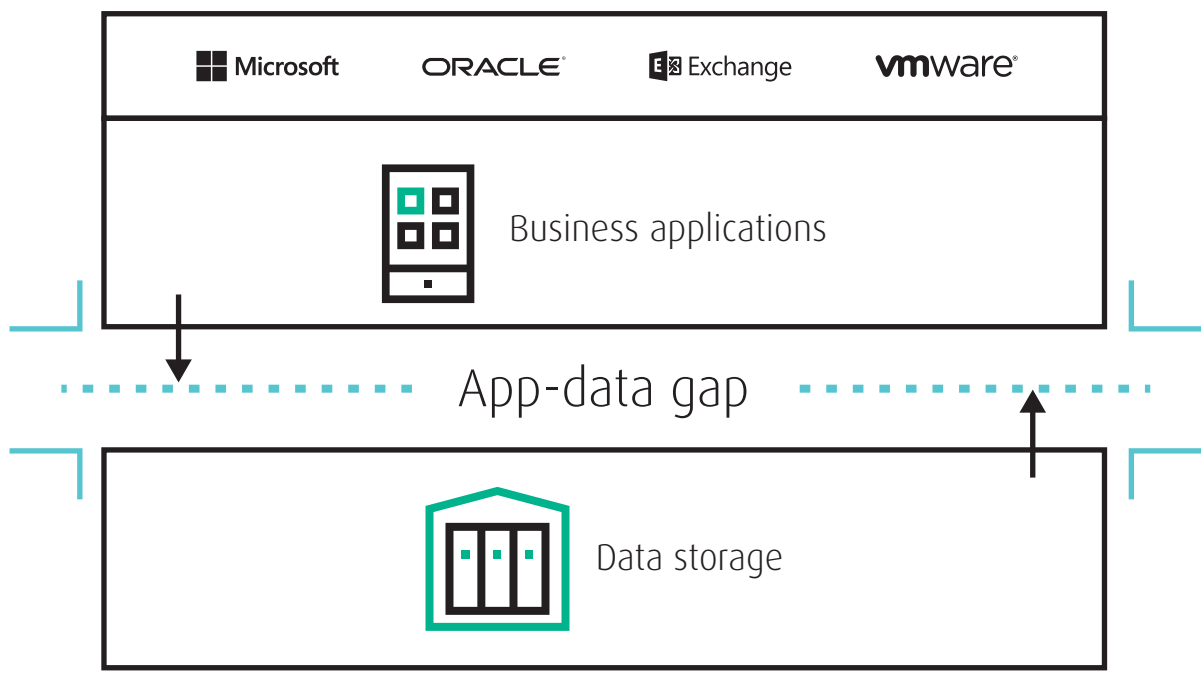 Microsoft ORACLE® Exchange vmware®
Business applications
App-data gap
Data storage